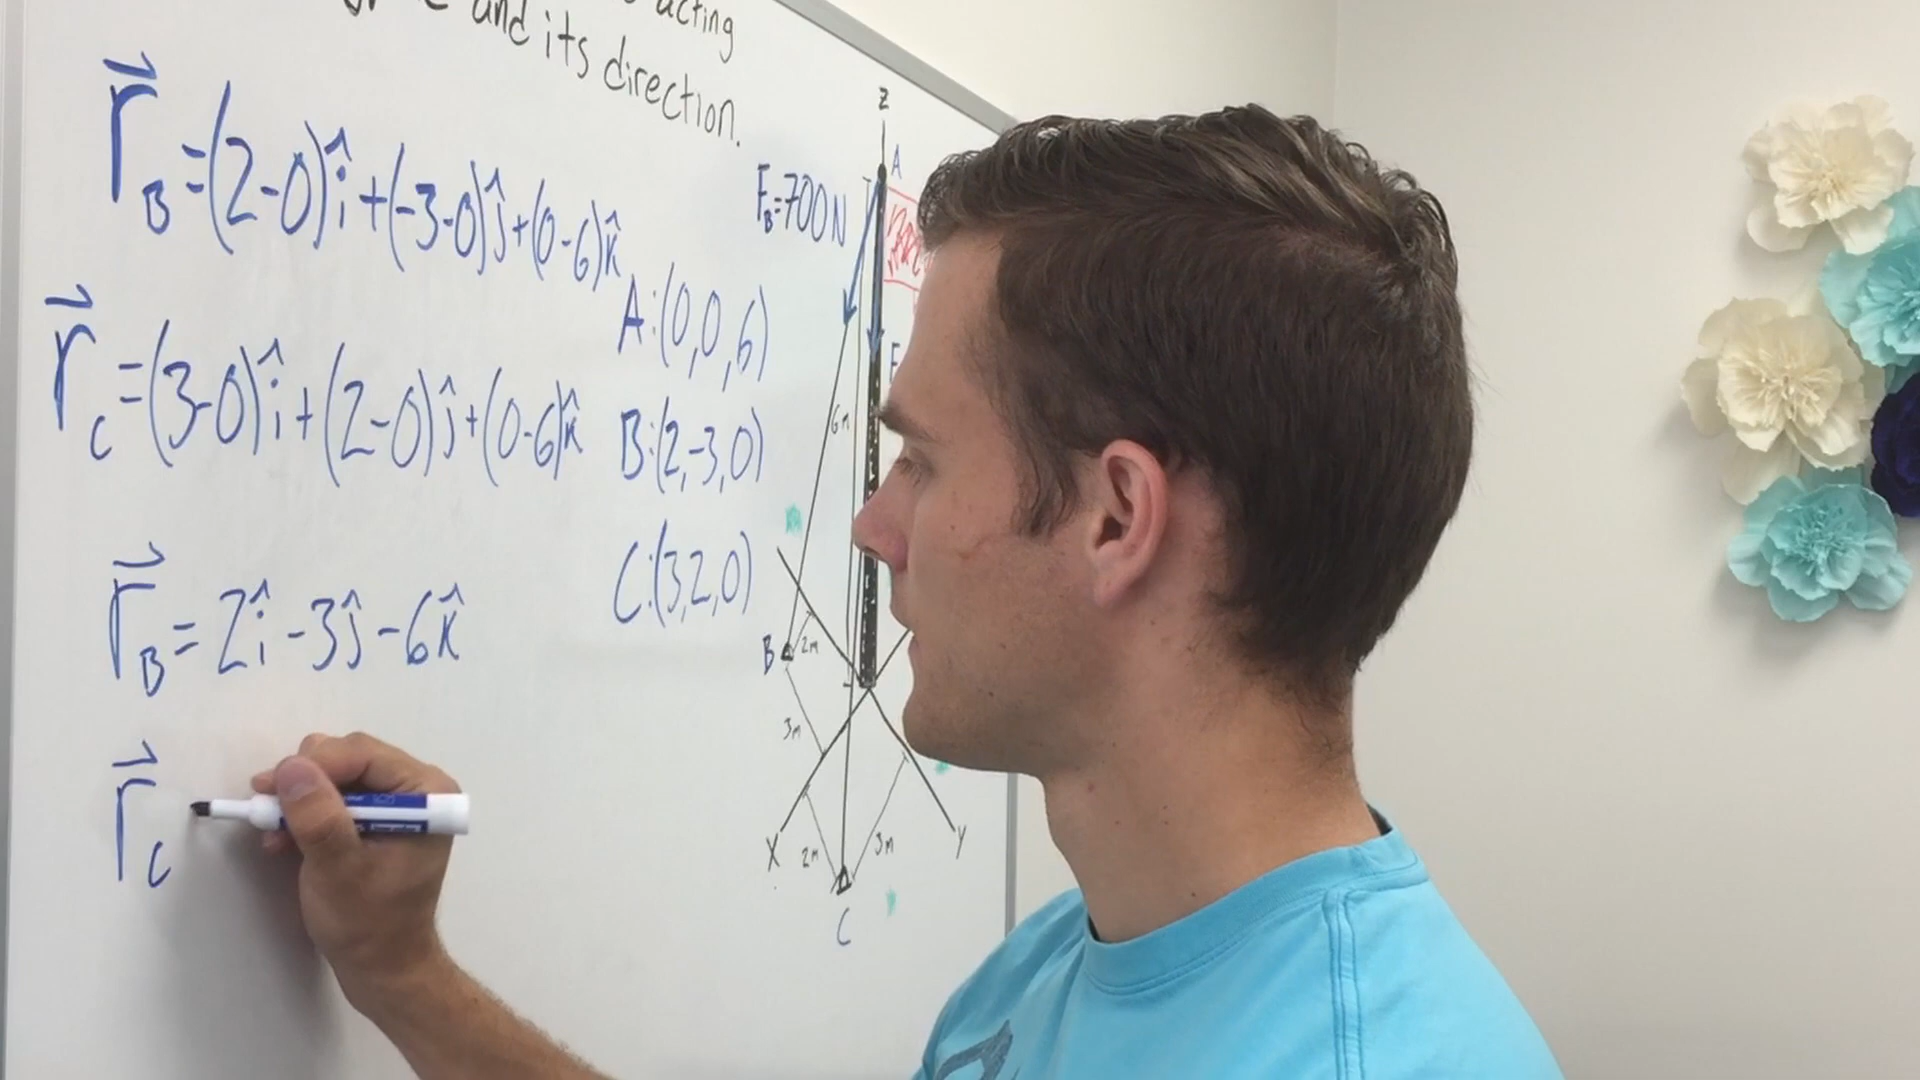 acting
and its direction.
r⃗B = (2-0)î + (-3-0)ĵ + (0-6)k̂
r⃗C = (3-0)î + (2-0)ĵ + (0-6)k̂
r⃗B = 2î - 3ĵ - 6k̂
r⃗C
A:(0,0,6)
B:(2,-3,0)
C:(3,2,0)
Z
A
FB=700N
F
6m
B
2m
3m
X
2m
3m
Y
C